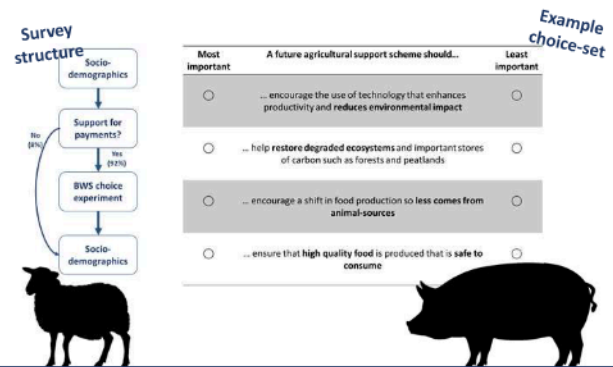 Survey
structure
Socio-
demographics
Support for
payments?
No
(8%)
Yes
(92%)
BWS choice
experiment
Socio-
demographics
Example
choice-set
Most
important
A future agricultural support scheme should...
Least
important
... encourage the use of technology that enhances
productivity and reduces environmental impact
... help restore degraded ecosystems and important stores
of carbon such as forests and peatlands
... encourage a shift in food production so less comes from
animal-sources
... ensure that high quality food is produced that is safe to
consume